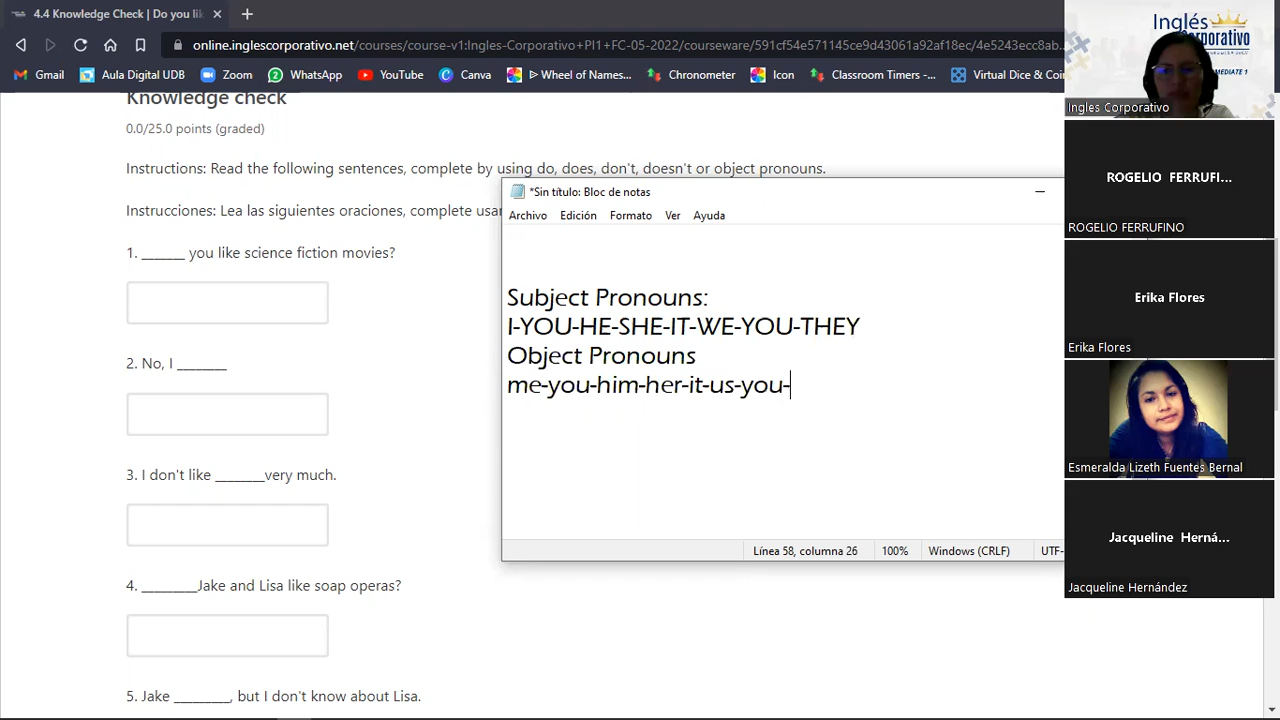 4.4 Knowledge Check | Do you lik
online.inglescorporativo.net/courses/course-v1:Ingles-Corporativo+PI1+FC-05-2022/courseware/591cf54e571145ce9d43061a92af18ec/4e5243ecc8ab...
Gmail
Aula Digital UDB
Zoom
WhatsApp
YouTube
Canva
ᐅ Wheel of Names...
Chronometer
Icon
Classroom Timers -...
Virtual Dice & Coin
Knowledge check
0.0/25.0 points (graded)
Instructions: Read the following sentences, complete by using do, does, don't, doesn't or object pronouns.
Instrucciones: Lea las siguientes oraciones, complete usa
1. _______ you like science fiction movies?
2. No, I ________
3. I don't like ________very much.
4. _________Jake and Lisa like soap operas?
5. Jake _________, but I don't know about Lisa.
*Sin título: Bloc de notas
Archivo
Edición
Formato
Ver
Ayuda
Subject Pronouns:
I-YOU-HE-SHE-IT-WE-YOU-THEY
Object Pronouns
me-you-him-her-it-us-you-
Línea 58, columna 26
100%
Windows (CRLF)
UTF-
Inglés
Corporativo
Ingles Corporativo
ROGELIO FERRUFI...
ROGELIO FERRUFINO
Erika Flores
Erika Flores
Esmeralda Lizeth Fuentes Bernal
Jacqueline Herná...
Jacqueline Hernández